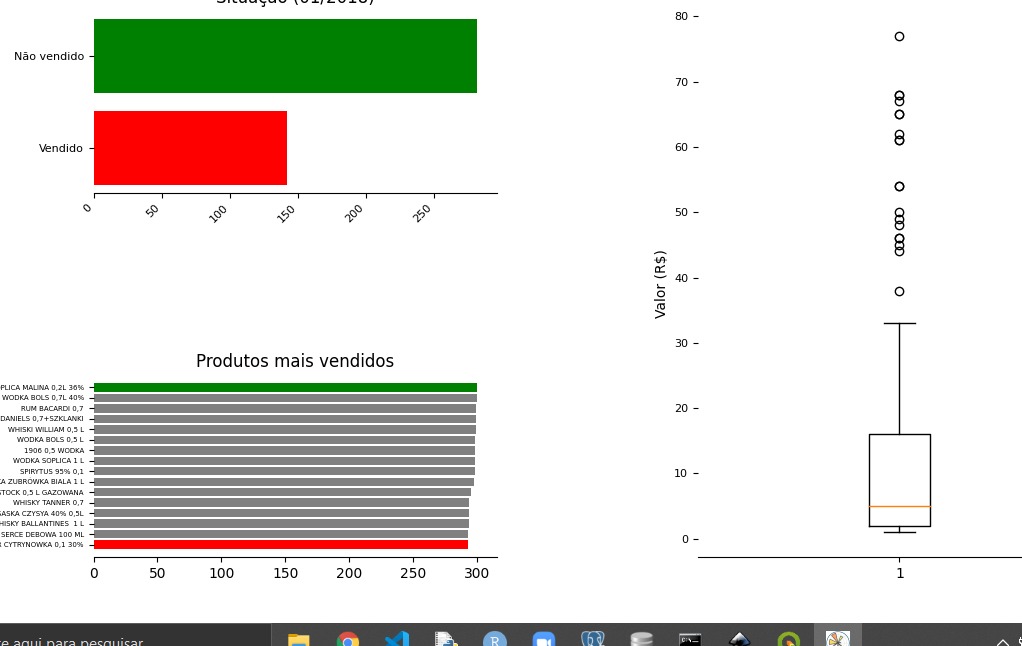 Situação (01/2018)
Não vendido
Vendido
0
50
100
150
200
250
Produtos mais vendidos
PLICA MALINA 0,2L 36%
WODKA BOLS 0,7L 40%
RUM BACARDI 0,7
DANIELS 0,7+SZKLANKI
WHISKI WILLIAM 0,5 L
WODKA BOLS 0,5 L
1906 0,5 WODKA
WODKA SOPLICA 1 L
SPIRYTUS 95% 0,1
KA ZUBROWKA BIALA 1 L
STOCK 0,5 L GAZOWANA
WHISKY TANNER 0,7
SASKA CZYSYA 40% 0,5L
HISKY BALLANTINES  1 L
SERCE DEBOWA 100 ML
CYTRYNOWKA 0,1 30%
0
50
100
150
200
250
300
Valor (R$)
80
70
60
50
40
30
20
10
0
1
te aqui para pesquisar
R